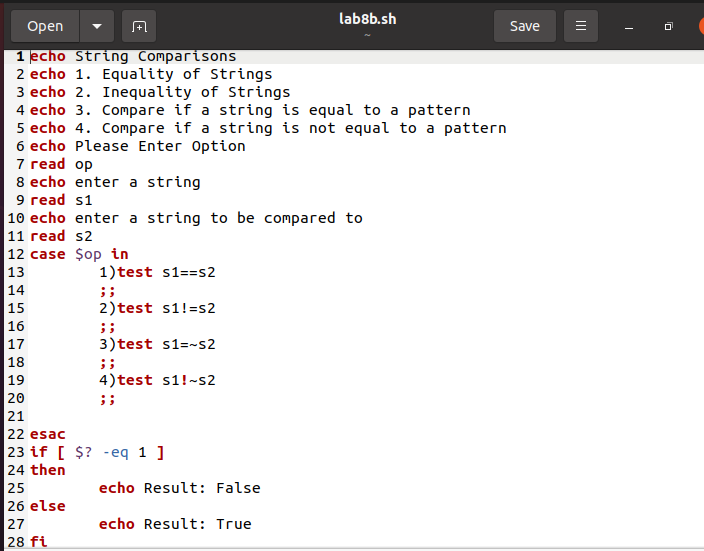 Open
lab8b.sh
~
Save
1 echo String Comparisons
2 echo 1. Equality of Strings
3 echo 2. Inequality of Strings
4 echo 3. Compare if a string is equal to a pattern
5 echo 4. Compare if a string is not equal to a pattern
6 echo Please Enter Option
7 read op
8 echo enter a string
9 read s1
10 echo enter a string to be compared to
11 read s2
12 case $op in
13 1)test s1==s2
14 ;;
15 2)test s1!=s2
16 ;;
17 3)test s1=~s2
18 ;;
19 4)test s1!~s2
20 ;;
21
22 esac
23 if [ $? -eq 1 ]
24 then
25 echo Result: False
26 else
27 echo Result: True
28 fi